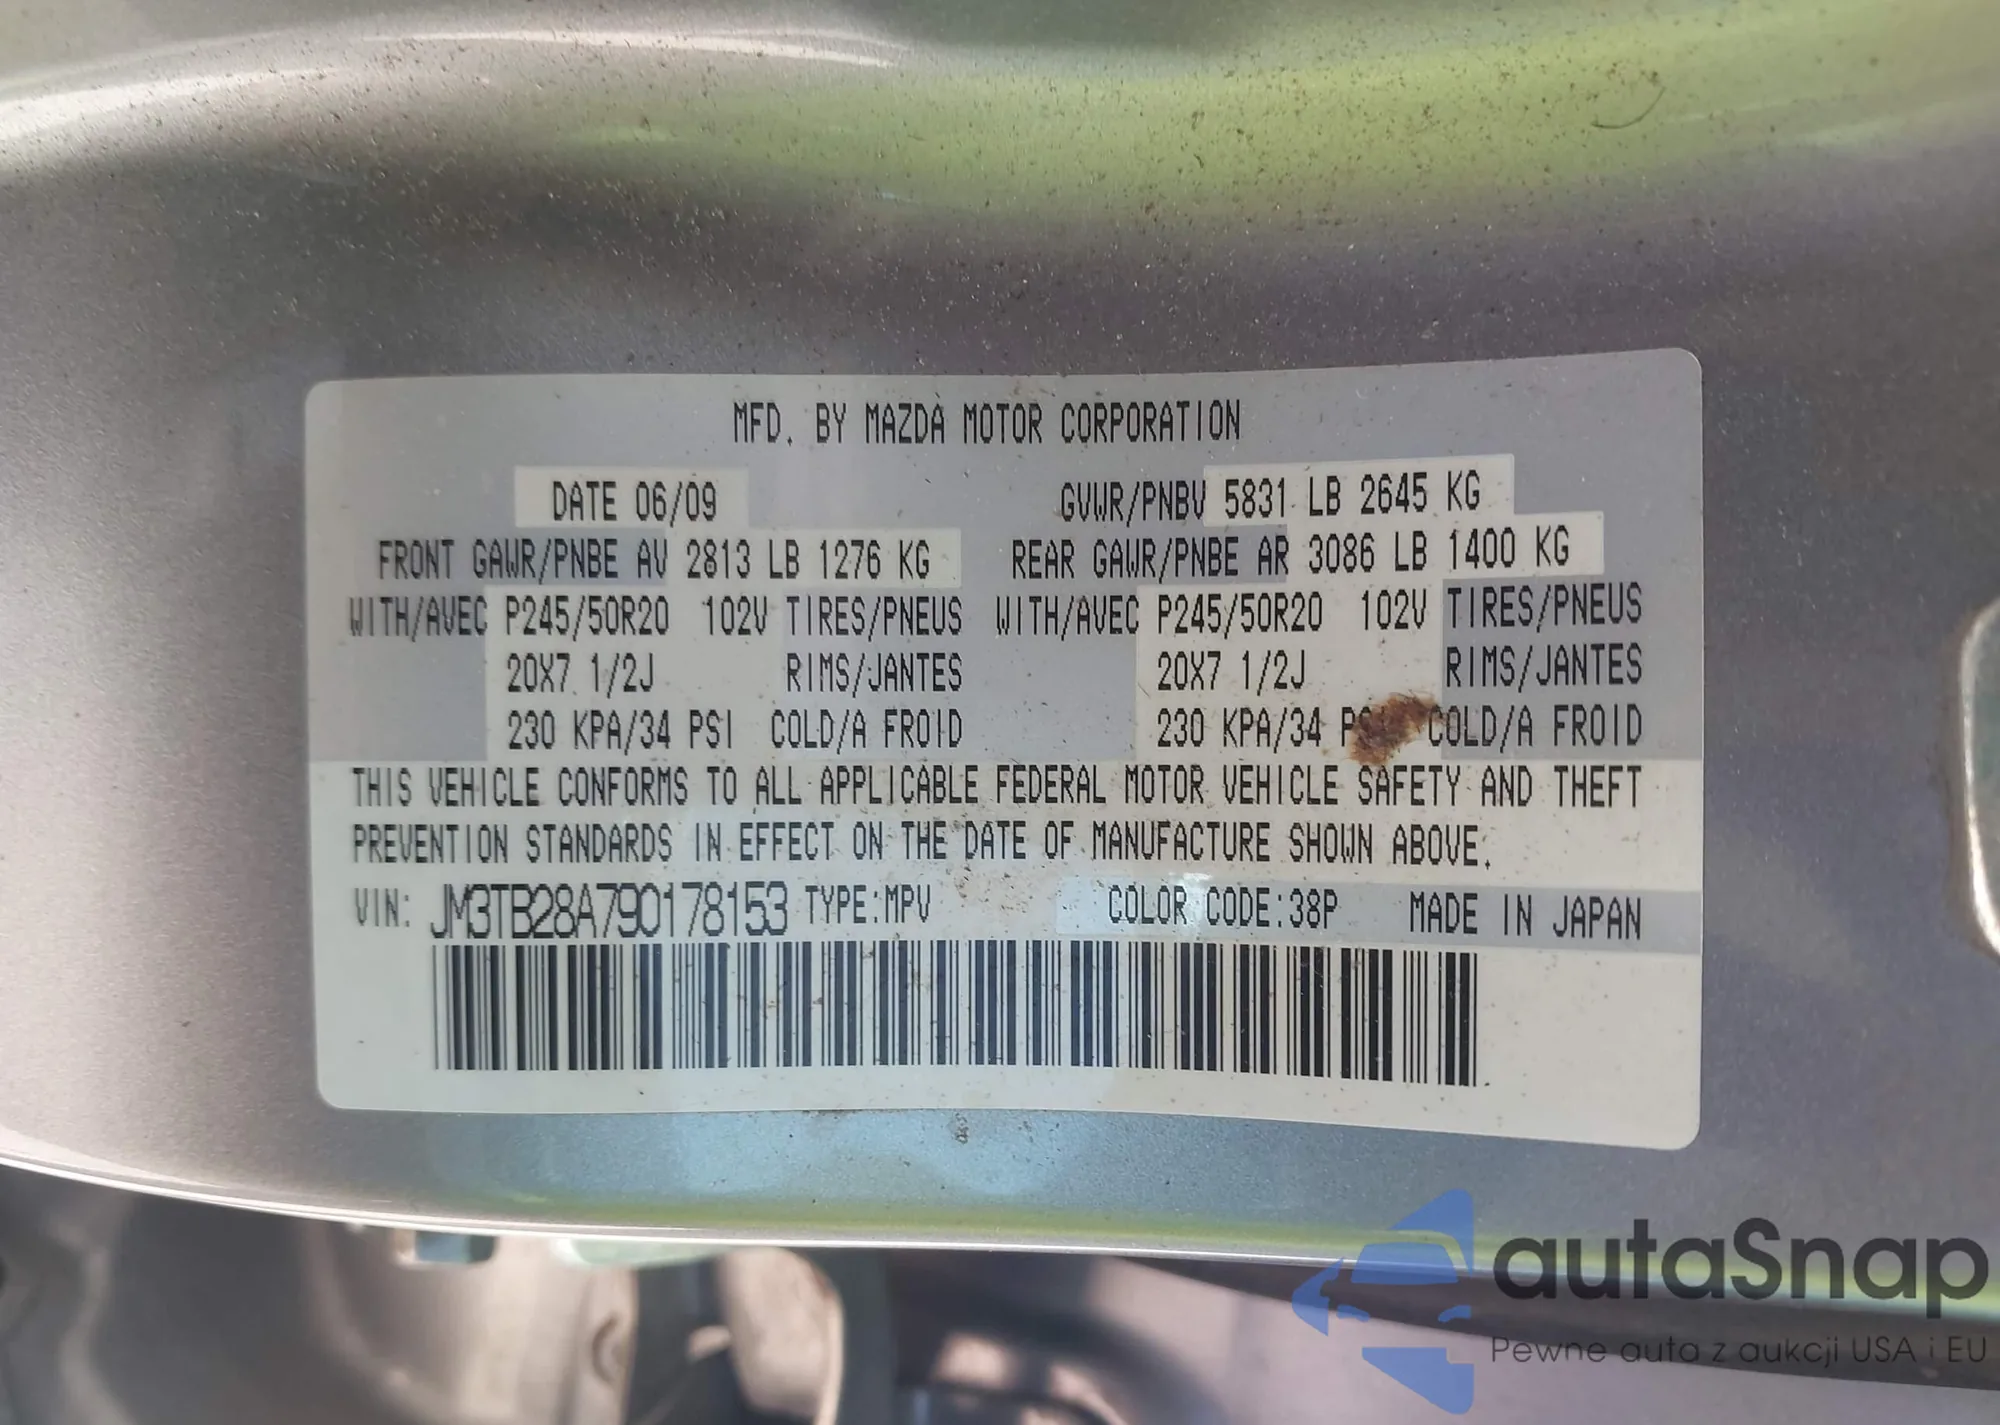 MFD. BY MAZDA MOTOR CORPORATION
DATE 06/09 GVWR/PNBV 5831 LB 2645 KG
FRONT GAWR/PNBE AV 2813 LB 1276 KG REAR GAWR/PNBE AR 3086 LB 1400 KG
WITH/AVEC P245/50R20 102V TIRES/PNEUS WITH/AVEC P245/50R20 102V TIRES/PNEUS
20X7 1/2J RIMS/JANTES 20X7 1/2J RIMS/JANTES
230 KPA/34 PSI COLD/A FROID 230 KPA/34 PSI COLD/A FROID
THIS VEHICLE CONFORMS TO ALL APPLICABLE FEDERAL MOTOR VEHICLE SAFETY AND THEFT
PREVENTION STANDARDS IN EFFECT ON THE DATE OF MANUFACTURE SHOWN ABOVE.
VIN: JM3TB28A790178153 TYPE:MPV COLOR CODE:38P MADE IN JAPAN
autaSnap
Pewne auta z aukcji USA i EU